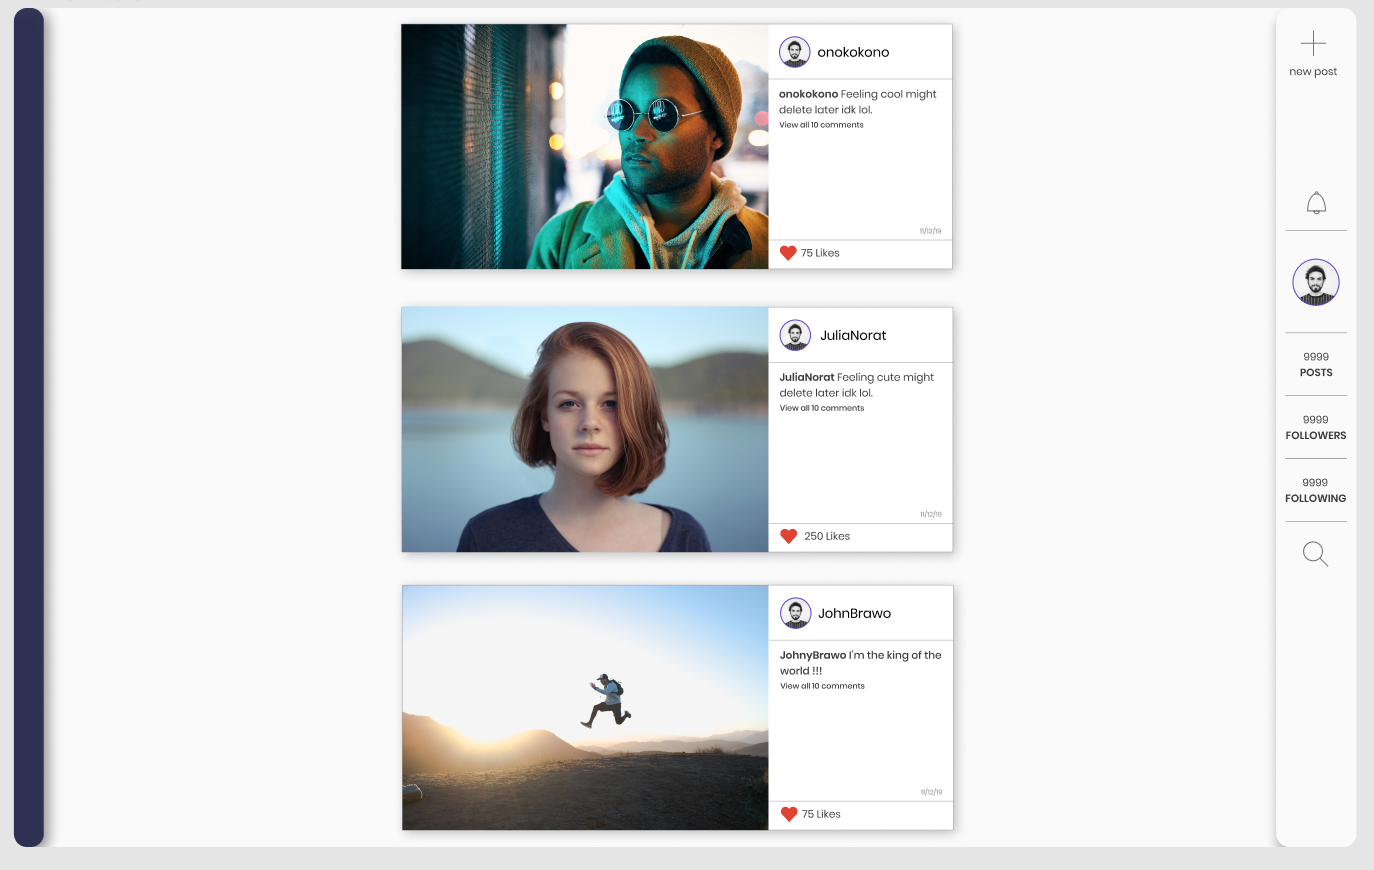 onokokono
onokokono Feeling cool might
delete later idk lol.
View all 10 comments
11/12/19
75 Likes
JuliaNorat
JuliaNorat Feeling cute might
delete later idk lol.
View all 10 comments
11/12/19
250 Likes
JohnBrawo
JohnyBrawo I'm the king of the
world !!!
View all 10 comments
11/12/19
75 Likes
new post
9999
POSTS
9999
FOLLOWERS
9999
FOLLOWING